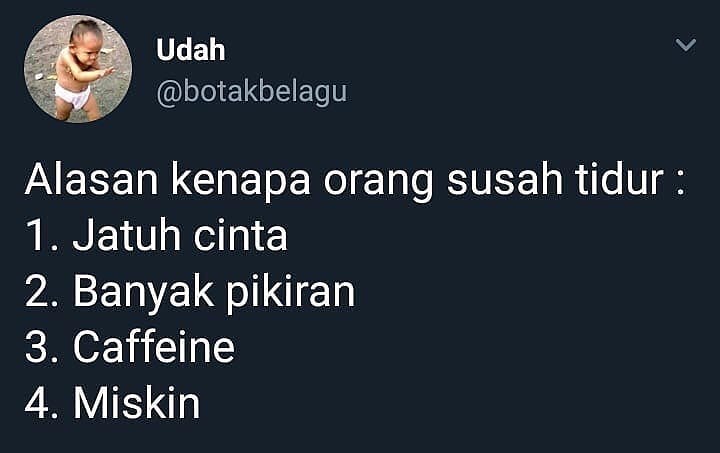 Udah
@botakbelagu
Alasan kenapa orang susah tidur :
1. Jatuh cinta
2. Banyak pikiran
3. Caffeine
4. Miskin